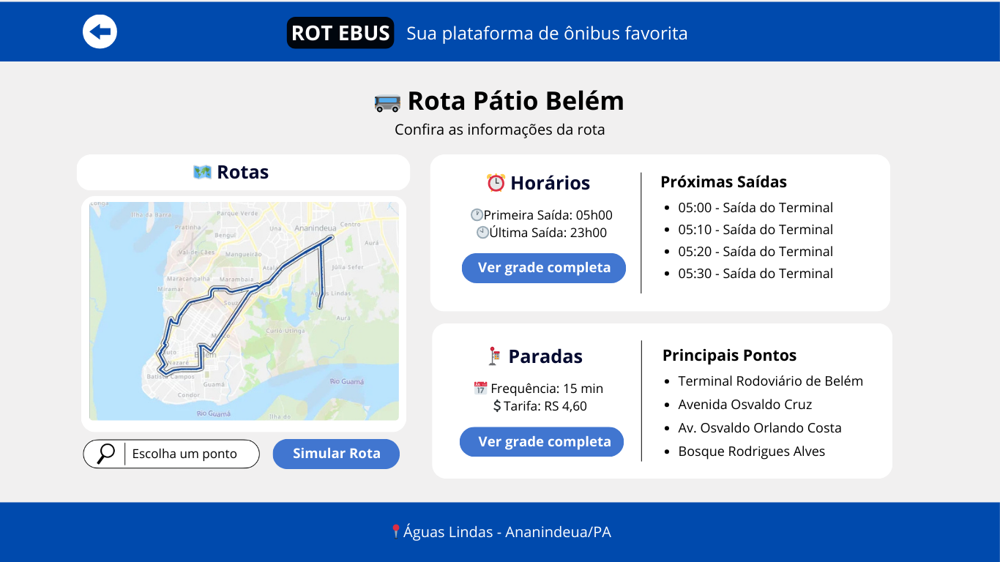 ROT EBUS Sua plataforma de ônibus favorita
Rota Pátio Belém
Confira as informações da rota
Rotas
Ilha da Barra
Parque Verde
Pratinha
Una
Ananindeua
Centro
Bengui
Aurá
Val-de-Cães
Mangueirão
Júlia Sefer
Maracangalha
Marambaia
Miramar
Águas Lindas
Souz
Aurá
Curió-Utinga
Nazaré
Belém
Batista Campos
Guamá
Rio Guamá
Condor
Rio Guamá
Ilha do
Escolha um ponto
Simular Rota
Horários
Primeira Saída: 05h00
Última Saída: 23h00
Ver grade completa
Próximas Saídas
• 05:00 - Saída do Terminal
• 05:10 - Saída do Terminal
• 05:20 - Saída do Terminal
• 05:30 - Saída do Terminal
Paradas
Frequência: 15 min
$ Tarifa: RS 4,60
Ver grade completa
Principais Pontos
• Terminal Rodoviário de Belém
• Avenida Osvaldo Cruz
• Av. Osvaldo Orlando Costa
• Bosque Rodrigues Alves
Águas Lindas - Ananindeua/PA